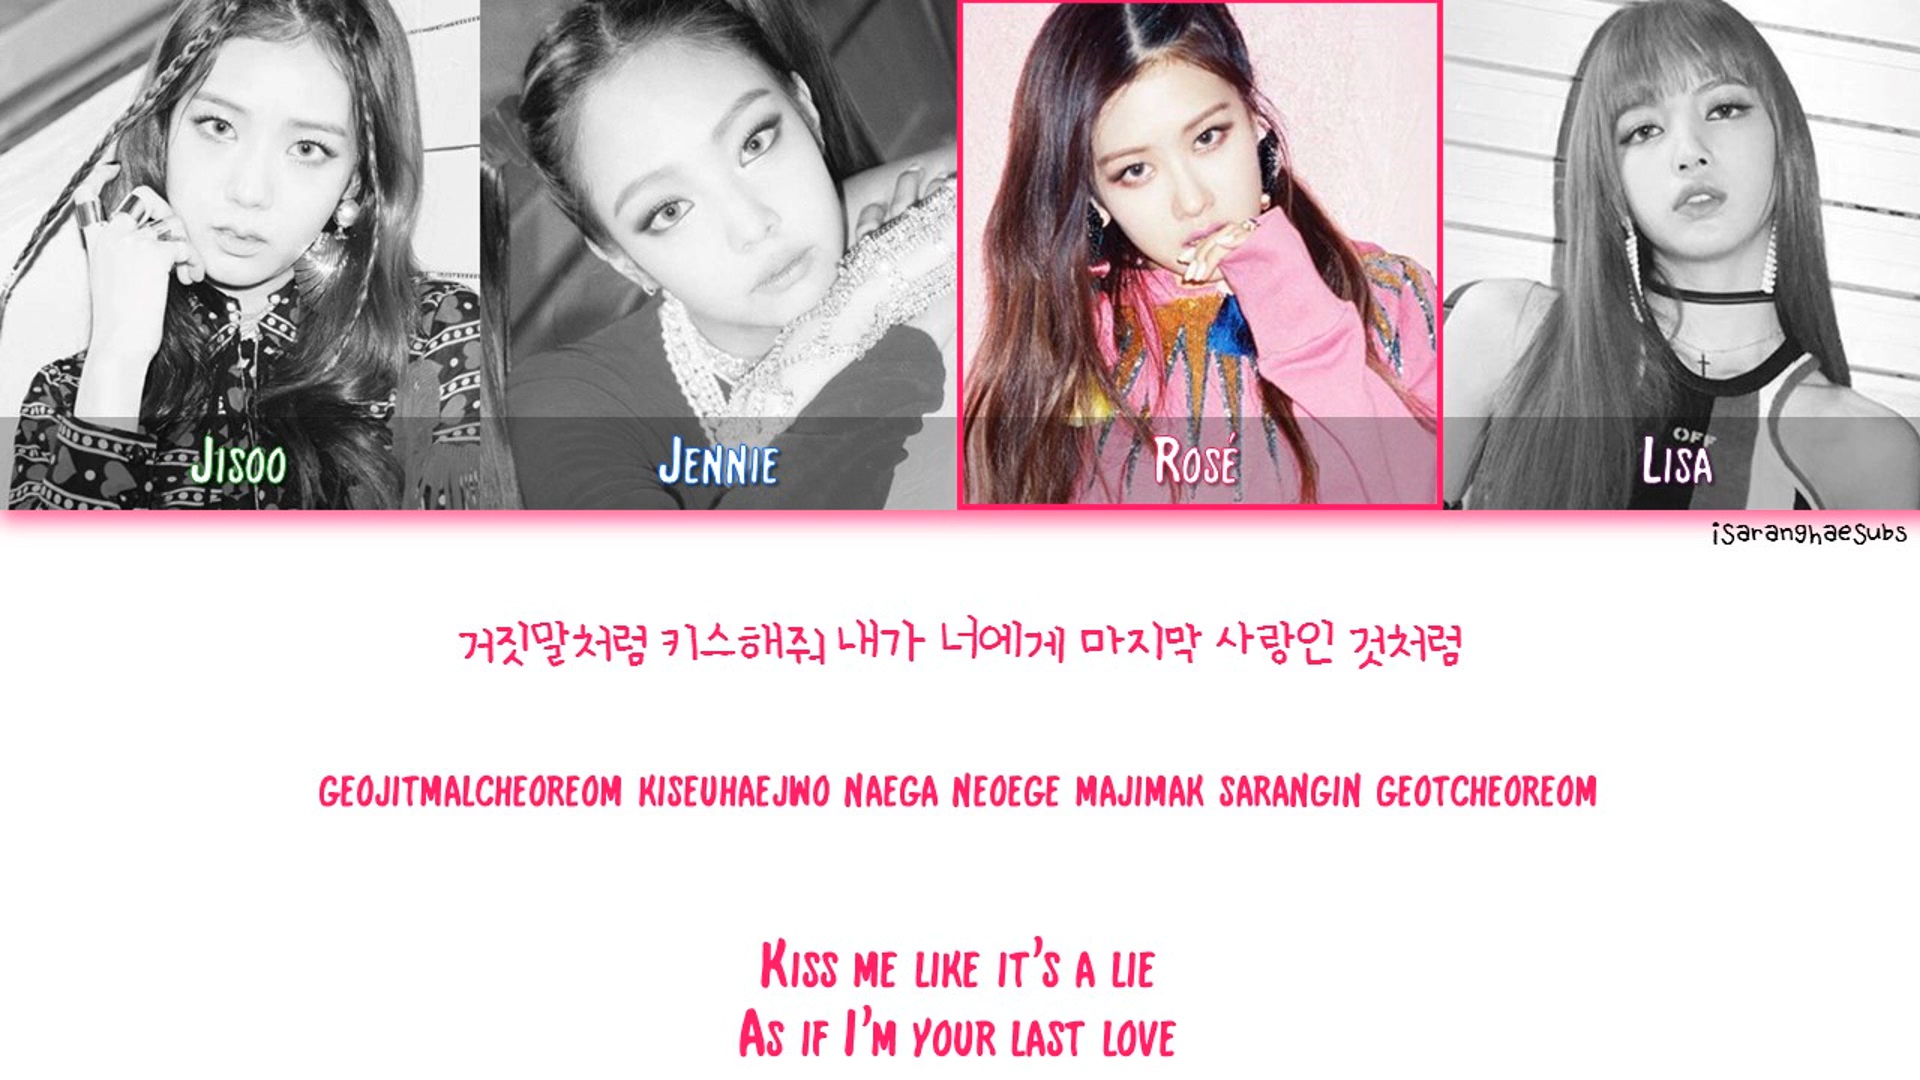 OFF
Jisoo
Jennie
Rosé
Lisa
isaranghaesubs
거짓말처럼 키스해줘 내가 너에게 마지막 사랑인 것처럼
GEOJITMALCHEOREOM KISEUHAEJWO NAEGA NEOEGE MAJIMAK SARANGIN GEOTCHEOREOM
Kiss me like it's a lie
As if I'm your last love